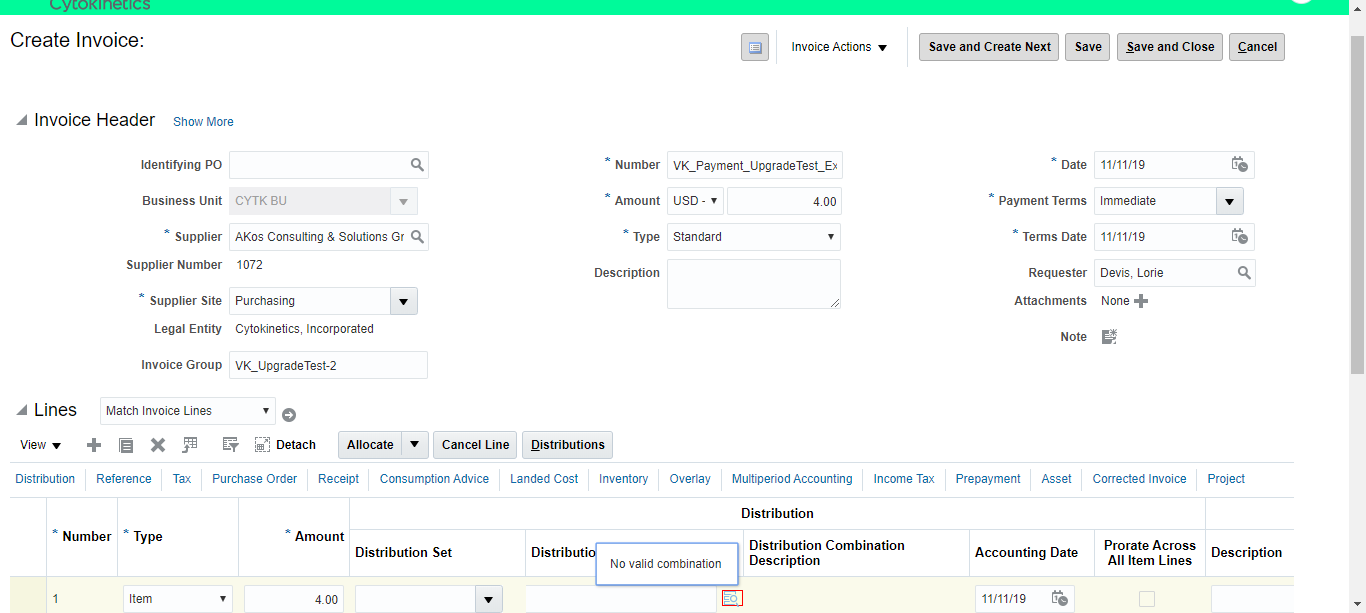 Cytokinetics
Create Invoice:
Invoice Actions
Save and Create Next
Save
Save and Close
Cancel
Invoice Header
Show More
Identifying PO
* Number VK_Payment_UpgradeTest_Ex
* Date 11/11/19
Business Unit CYTK BU
* Amount USD - 4.00
* Payment Terms Immediate
* Supplier AKos Consulting & Solutions Gr
* Type Standard
* Terms Date 11/11/19
Supplier Number 1072
Description
Requester Devis, Lorie
* Supplier Site Purchasing
Attachments None
Legal Entity Cytokinetics, Incorporated
Note
Invoice Group VK_UpgradeTest-2
Lines Match Invoice Lines
View Detach Allocate Cancel Line Distributions
Distribution Reference Tax Purchase Order Receipt Consumption Advice Landed Cost Inventory Overlay Multiperiod Accounting Income Tax Prepayment Asset Corrected Invoice Project
Distribution
* Number * Type * Amount
Distribution Set
Distributio
No valid combination
Distribution Combination
Description
Accounting Date
Prorate Across
All Item Lines
Description
1 Item 4.00 11/11/19